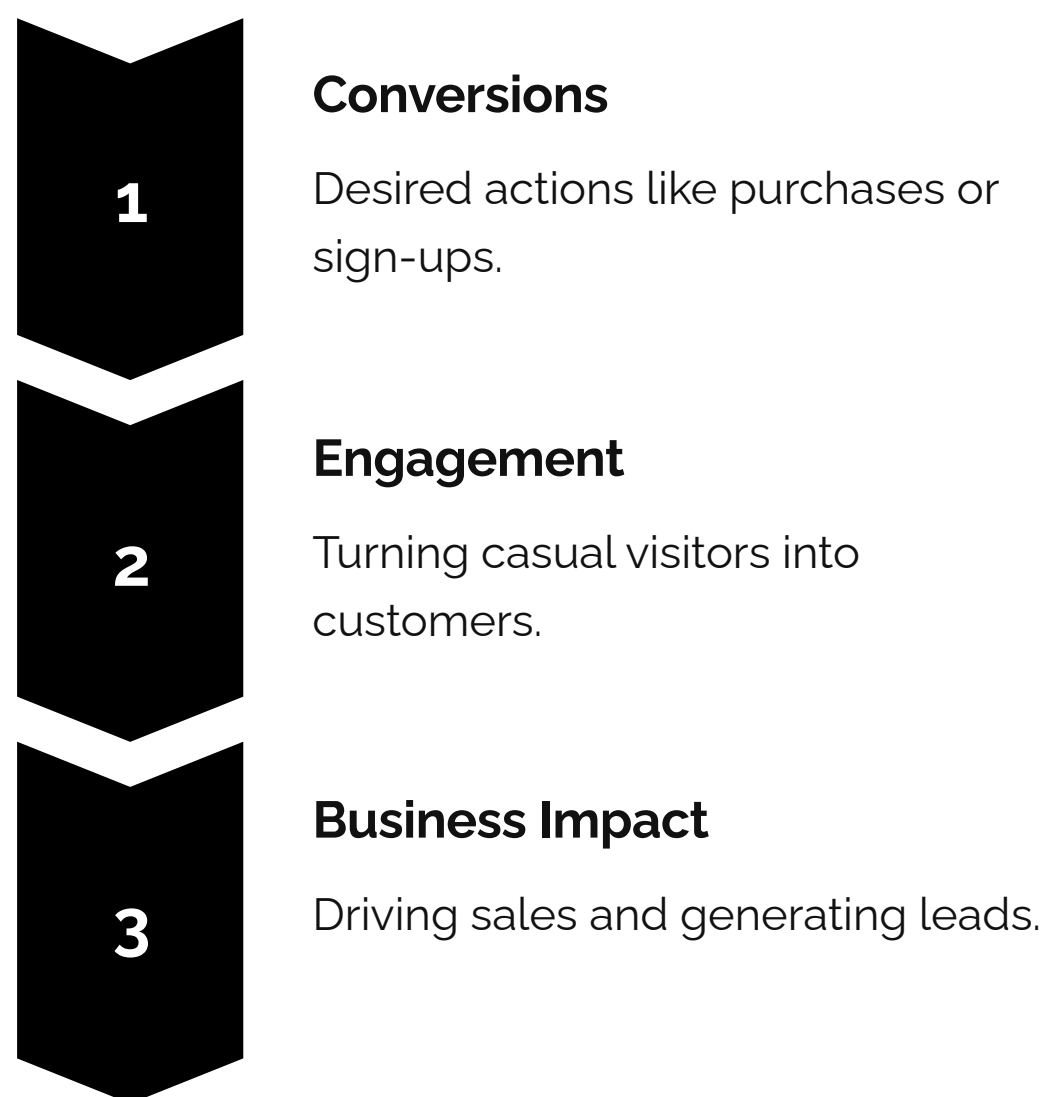 1
Conversions
Desired actions like purchases or
sign-ups.
2
Engagement
Turning casual visitors into
customers.
3
Business Impact
Driving sales and generating leads.